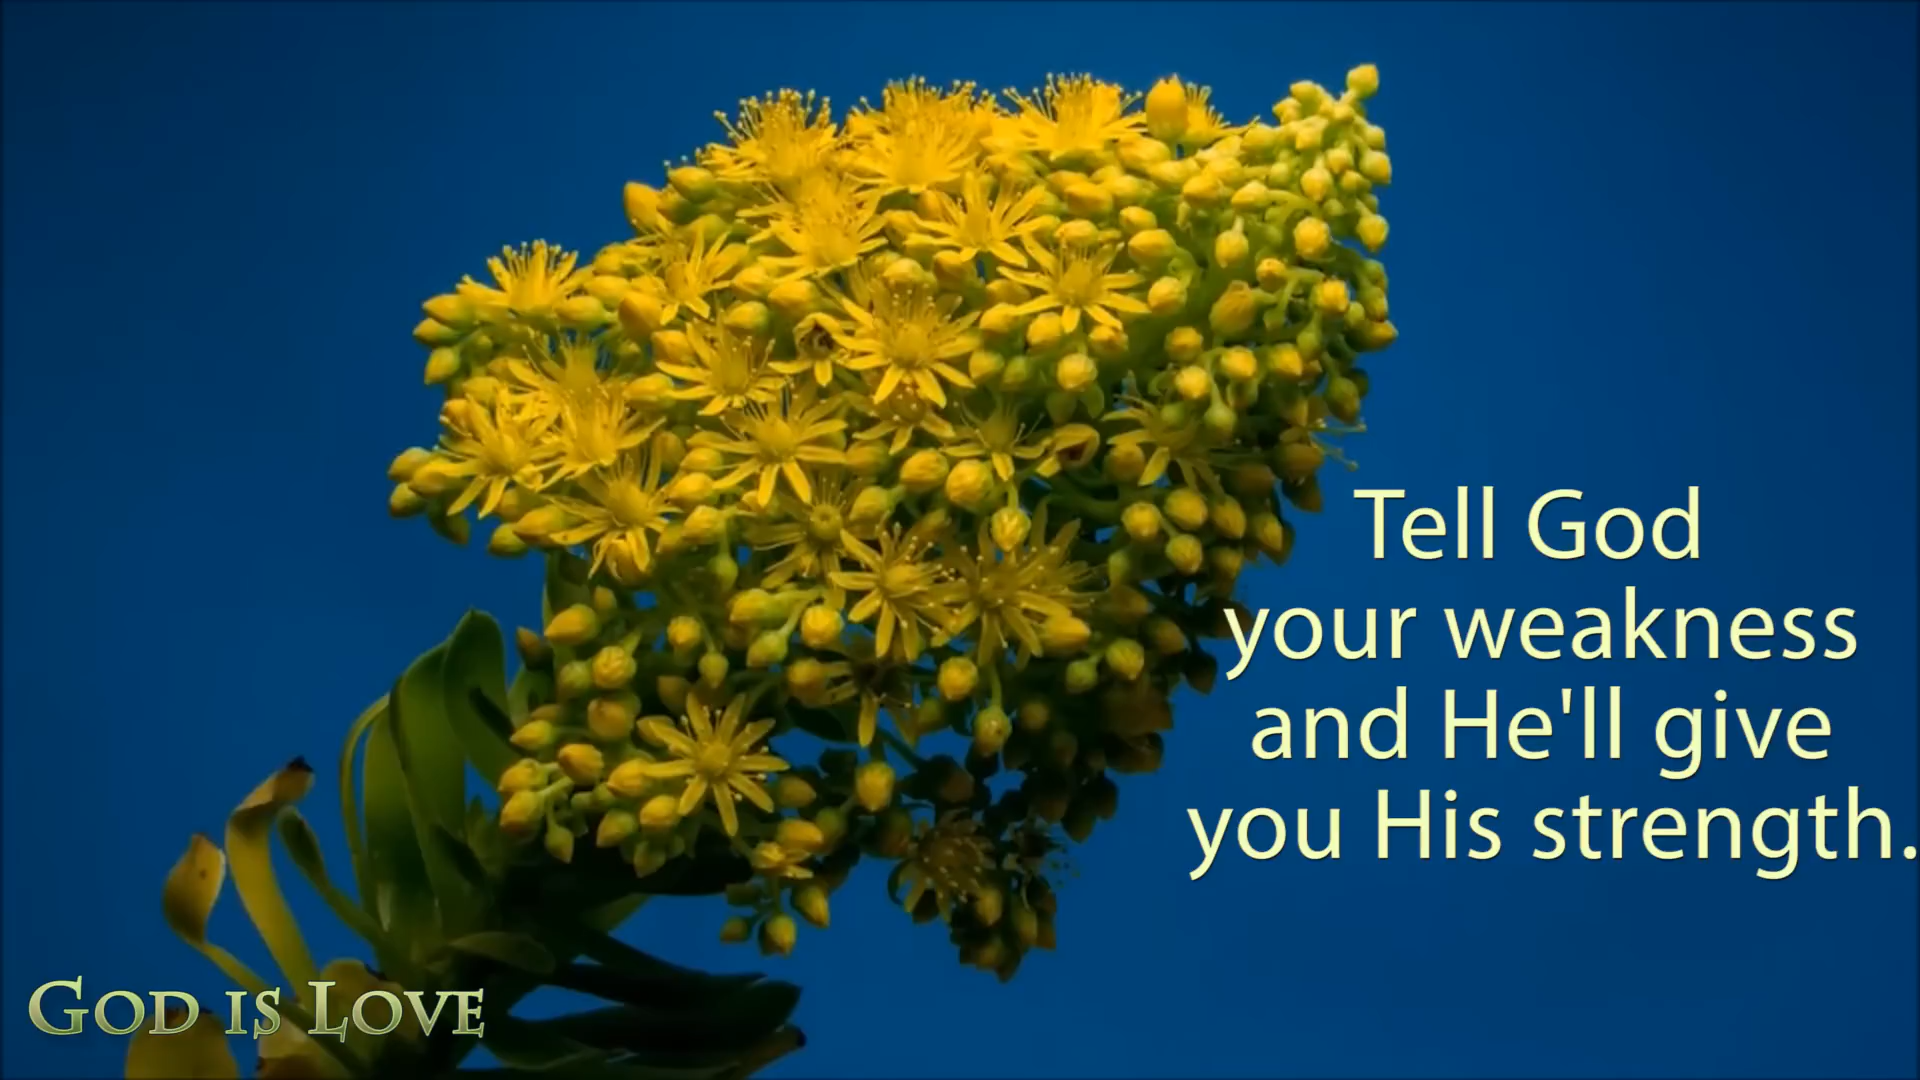 Tell God
your weakness
and He'll give
you His strength.
God is Love